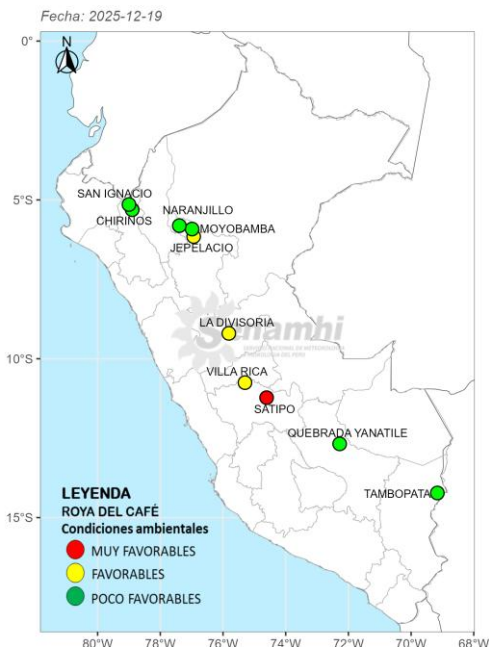 Fecha: 2025-12-19
0°
N
5°S
SAN IGNACIO
CHIRINOS
NARANJILLO
MOYOBAMBA
JEPELACIO
LA DIVISORIA
Senamhi
10°S
VILLA RICA
SATIPO
QUEBRADA YANATILE
TAMBOPATA
15°S
LEYENDA
ROYA DEL CAFÉ
Condiciones ambientales
MUY FAVORABLES
FAVORABLES
POCO FAVORABLES
80°W 78°W 76°W 74°W 72°W 70°W 68°W